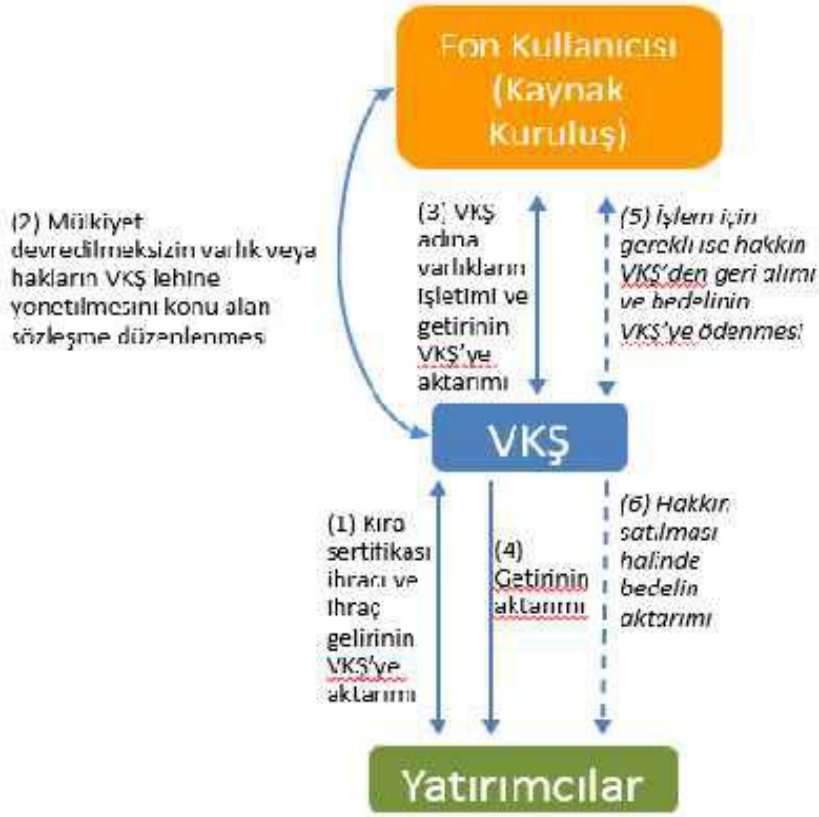 Fon Kullanıcısı
(Kaynak
Kuruluş)
(2) Mülkiyet
devredilmeksizin varlık veya
hakların VKŞ lehine
yönetilmesini konu alan
sözleşme düzenlenmesi
(3) VKŞ
adına
varlıkların
işletimi ve
getirinin
VKŞ'ye
aktarımı
(5) İşlem için
gerekli ise hakkın
VKŞ'den geri alımı
ve bedelinin
VKŞ'ye ödenmesi
VKŞ
(1) Kira
sertifikası
ihracı ve
ihraç
gelirinin
VKŞ'ye
aktarımı
(4)
Getirinin
aktarımı
(6) Hakkın
satılması
halinde
bedelin
aktarımı
Yatırımcılar